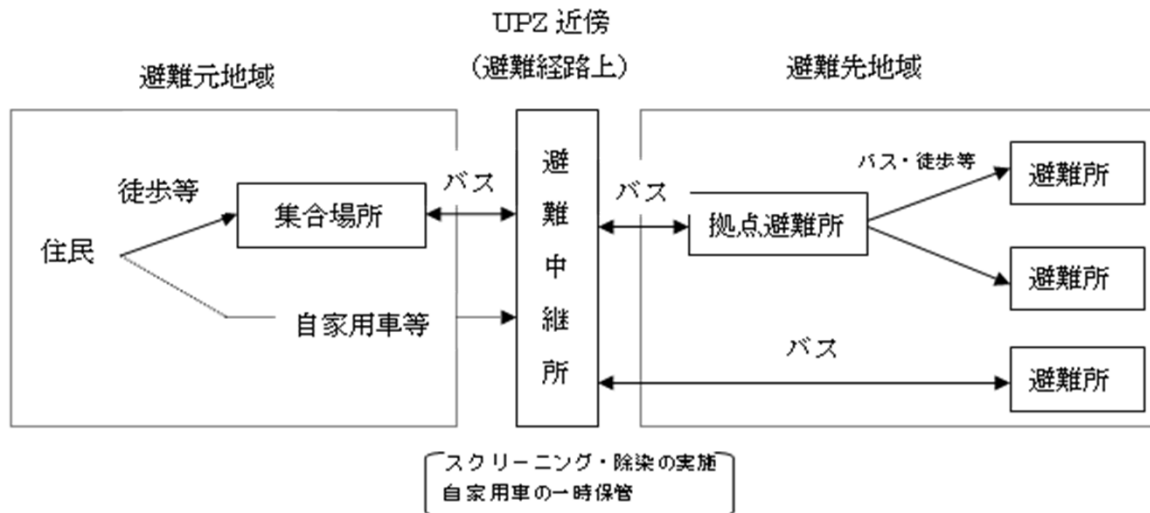 UPZ 近傍
(避難経路上)
避難元地域
避難先地域
住民
徒歩等
集合場所
バス
自家用車等
避難中継所
バス
拠点避難所
バス・徒歩等
避難所
避難所
バス
避難所
スクリーニング・除染の実施
自家用車の一時保管